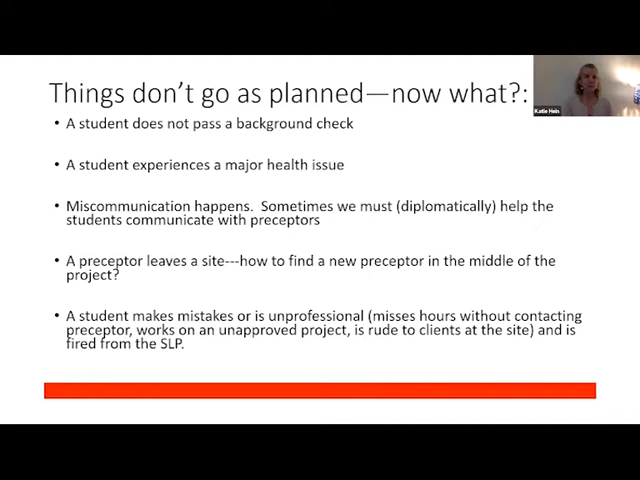 Things don’t go as planned—now what?:
Katie Hein
• A student does not pass a background check
• A student experiences a major health issue
• Miscommunication happens.  Sometimes we must (diplomatically) help the
students communicate with preceptors
• A preceptor leaves a site---how to find a new preceptor in the middle of the
project?
• A student makes mistakes or is unprofessional (misses hours without contacting
preceptor, works on an unapproved project, is rude to clients at the site) and is
fired from the SLP.